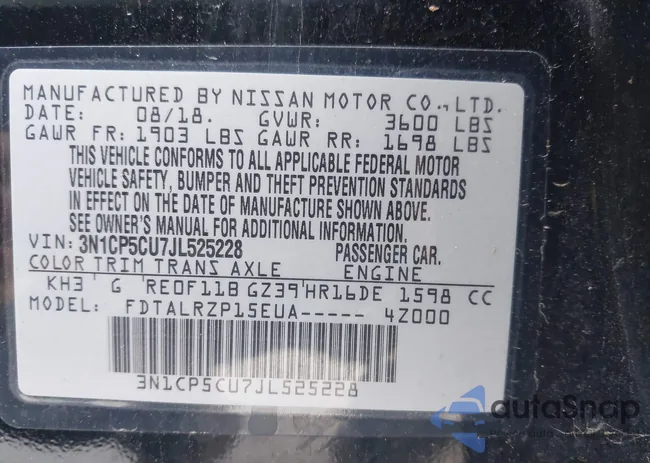 MANUFACTURED BY NISSAN MOTOR CO., LTD.
DATE: 08/18. GVWR: 3600 LBS
GAWR FR: 1903 LBS GAWR RR: 1698 LBS
THIS VEHICLE CONFORMS TO ALL APPLICABLE FEDERAL MOTOR
VEHICLE SAFETY, BUMPER AND THEFT PREVENTION STANDARDS
IN EFFECT ON THE DATE OF MANUFACTURE SHOWN ABOVE.
SEE OWNER'S MANUAL FOR ADDITIONAL INFORMATION.
VIN: 3N1CP5CU7JL525228 PASSENGER CAR.
COLOR TRIM TRANS AXLE ENGINE
KH3 G RE0F11B GZ39 HR16DE 1598 CC
MODEL: FDTALRZP15EUA----- 4Z000
3N1CP5CU7JL525228
autoSnap